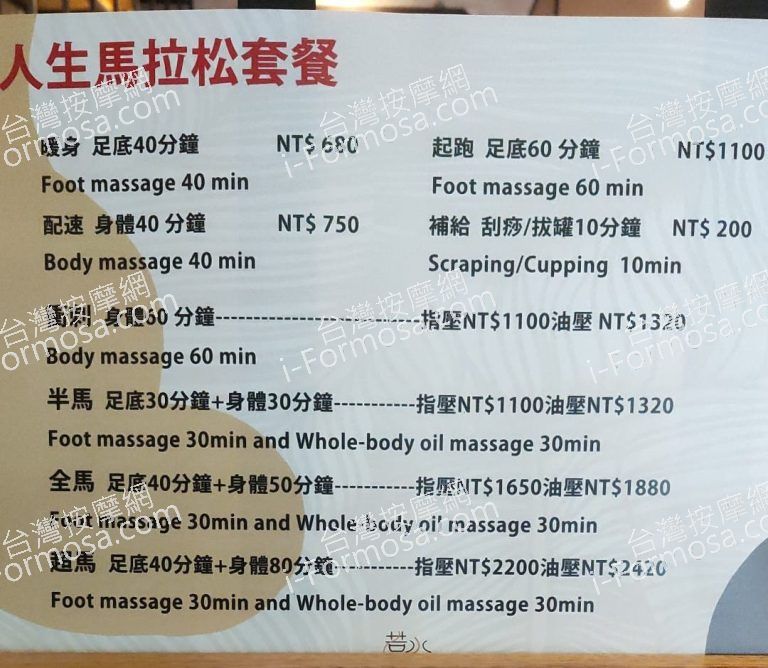 人生馬拉松套餐
暖身 足底40分鐘 NT$ 680
Foot massage 40 min
起跑 足底60 分鐘 NT$1100
Foot massage 60 min
配速 身體40 分鐘 NT$ 750
Body massage 40 min
補給 刮痧/拔罐10分鐘 NT$ 200
Scraping/Cupping 10min
衝刺 身體60 分鐘--------------------------指壓NT$1100油壓 NT$1320
Body massage 60 min
半馬 足底30分鐘+身體30分鐘-----------指壓NT$1100油壓NT$1320
Foot massage 30min and Whole-body oil massage 30min
全馬 足底40分鐘+身體50分鐘-----------指壓NT$1650油壓NT$1880
Foot massage 30min and Whole-body oil massage 30min
超馬 足底40分鐘+身體80分鐘-----------指壓NT$2200油壓NT$2420
Foot massage 30min and Whole-body oil massage 30min
若水
台灣按摩網
i-Formosa.com